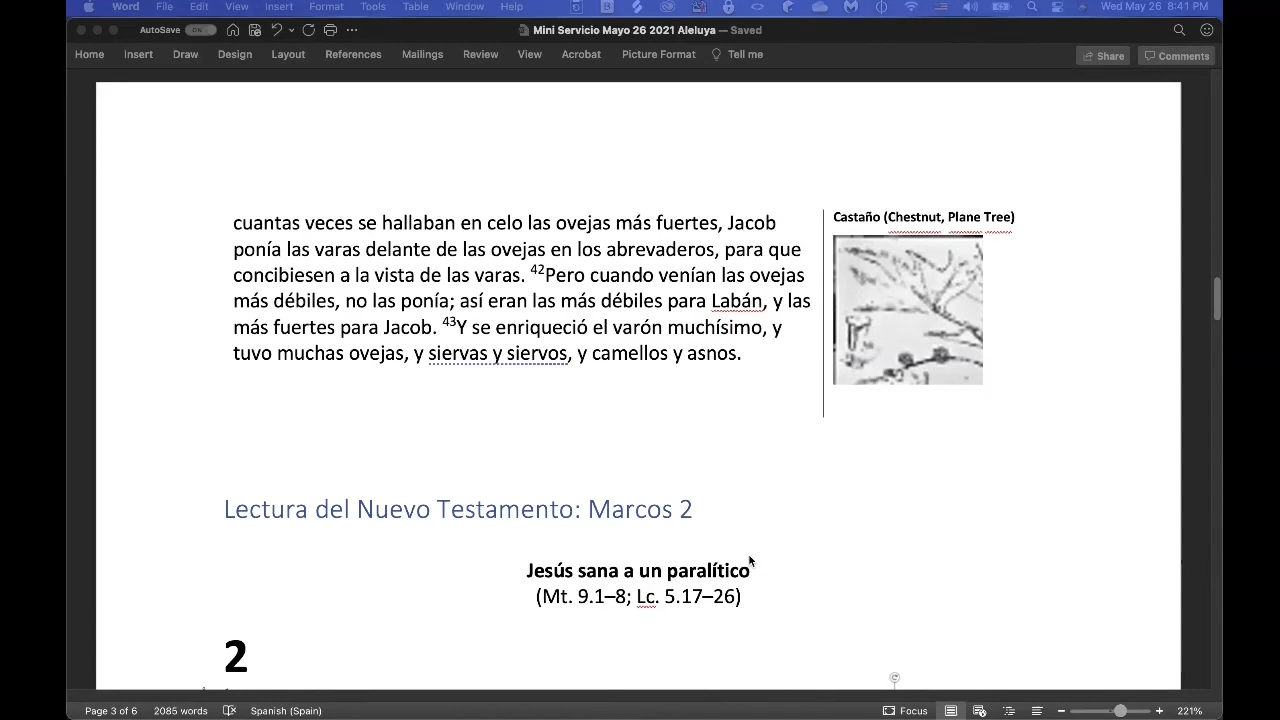 Word File Edit View Insert Format Tools Table Window Help Wed May 26 8:41 PM
AutoSave ON Mini Servicio Mayo 26 2021 Aleluya — Saved
Home Insert Draw Design Layout References Mailings Review View Acrobat Picture Format Tell me Share Comments
cuantas veces se hallaban en celo las ovejas más fuertes, Jacob
ponía las varas delante de las ovejas en los abrevaderos, para que
concibiesen a la vista de las varas. 42Pero cuando venían las ovejas
más débiles, no las ponía; así eran las más débiles para Labán, y las
más fuertes para Jacob. 43Y se enriqueció el varón muchísimo, y
tuvo muchas ovejas, y siervas y siervos, y camellos y asnos.
Castaño (Chestnut, Plane Tree)
Lectura del Nuevo Testamento: Marcos 2
Jesús sana a un paralítico
(Mt. 9.1–8; Lc. 5.17–26)
2
Page 3 of 6 2085 words Spanish (Spain) Focus 221%